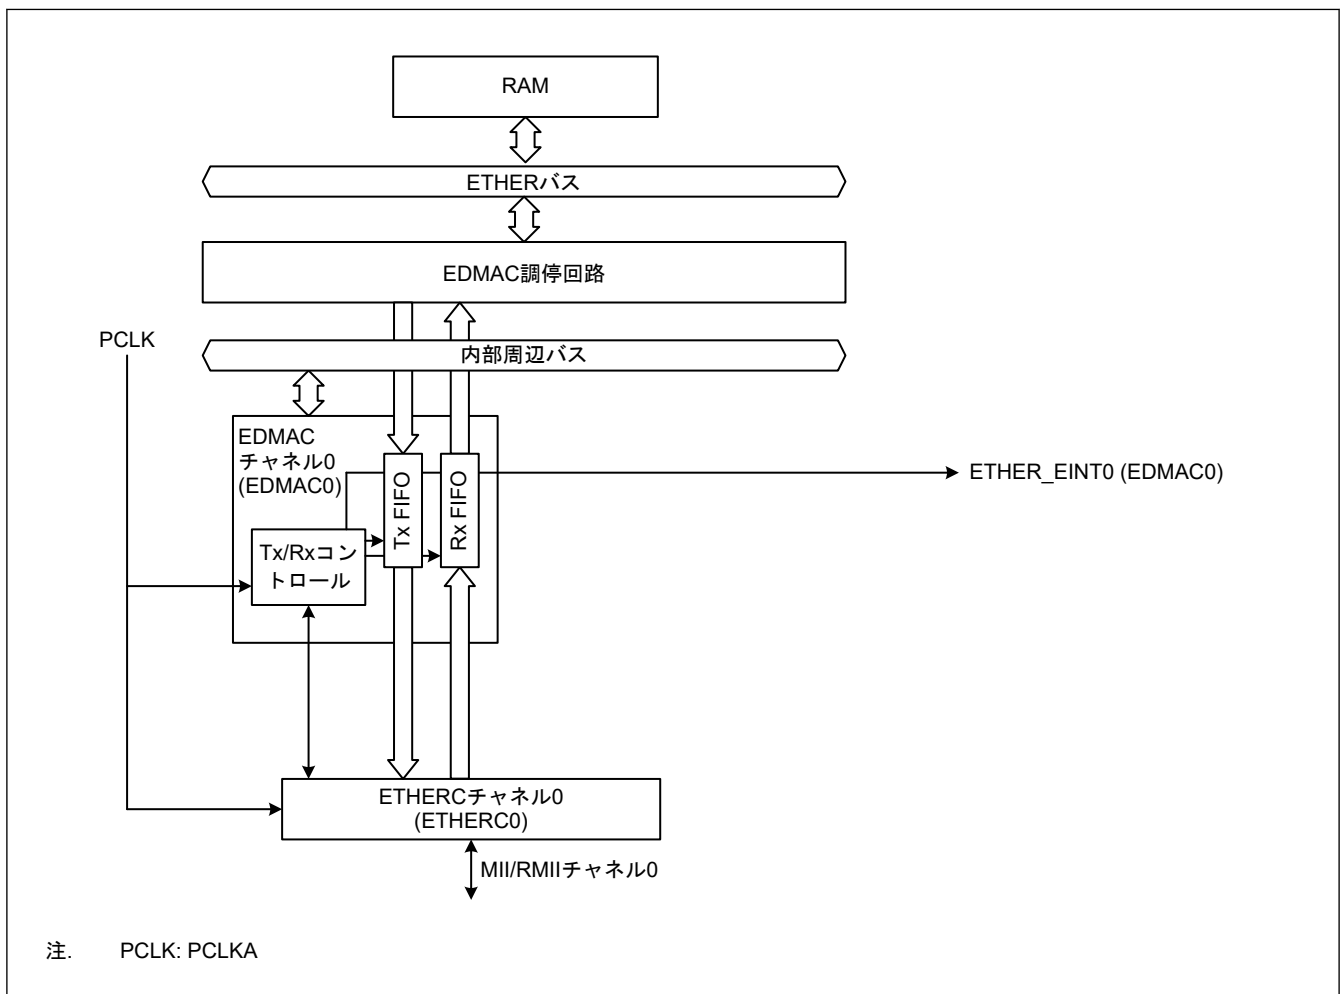 RAM
ETHERバス
EDMAC調停回路
PCLK
内部周辺バス
EDMAC
チャネル0
(EDMAC0)
Tx FIFO
Rx FIFO
ETHER_EINT0 (EDMAC0)
Tx/Rxコン
トロール
ETHERCチャネル0
(ETHERC0)
MII/RMIIチャネル0
注. PCLK: PCLKA